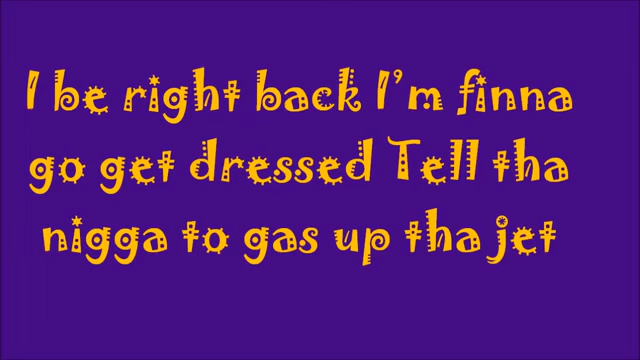 I be right back I'm finna
go get dressed Tell tha
nigga to gas up tha jet